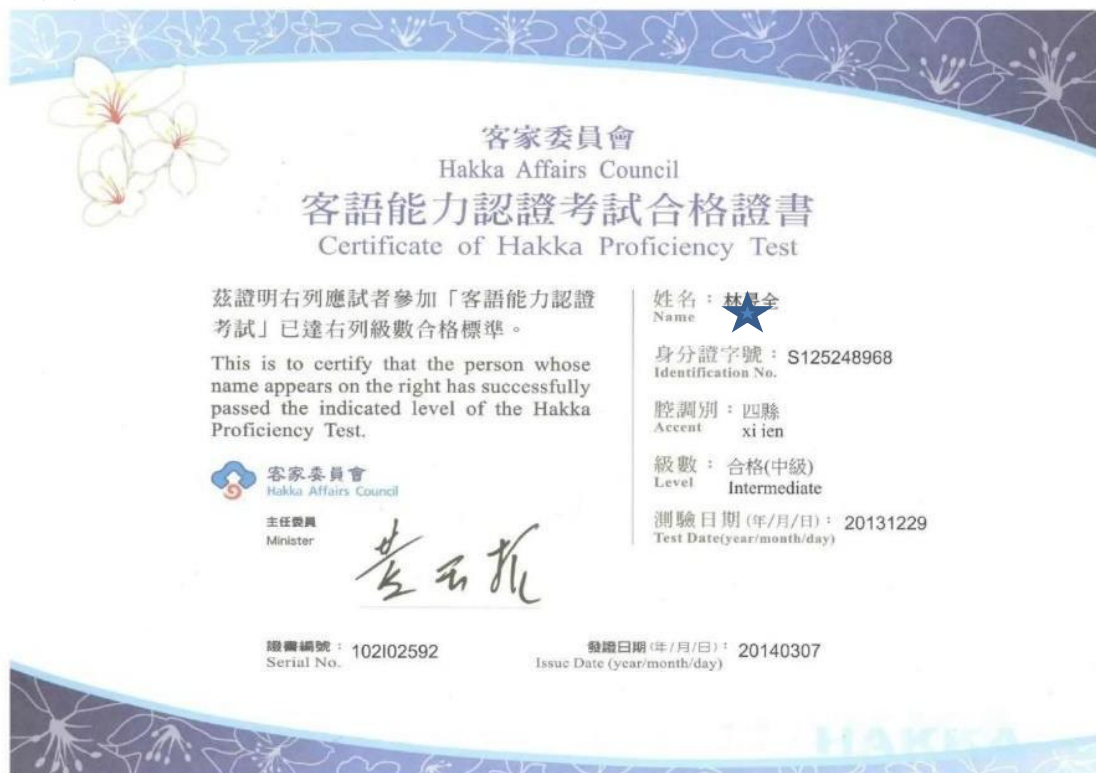 客家委員會
Hakka Affairs Council
客語能力認證考試合格證書
Certificate of Hakka Proficiency Test
茲證明右列應試者參加「客語能力認證
考試」已達右列級數合格標準。
This is to certify that the person whose
name appears on the right has successfully
passed the indicated level of the Hakka
Proficiency Test.
客家委員會
Hakka Affairs Council
主任委員
Minister
姓名：林 全
Name
身分證字號：S125248968
Identification No.
腔調別：四縣
Accent xi ien
級數：合格(中級)
Level Intermediate
測驗日期(年/月/日)：20131229
Test Date(year/month/day)
證書編號：102I02592
Serial No.
發證日期(年/月/日)：20140307
Issue Date (year/month/day)
HAKKA